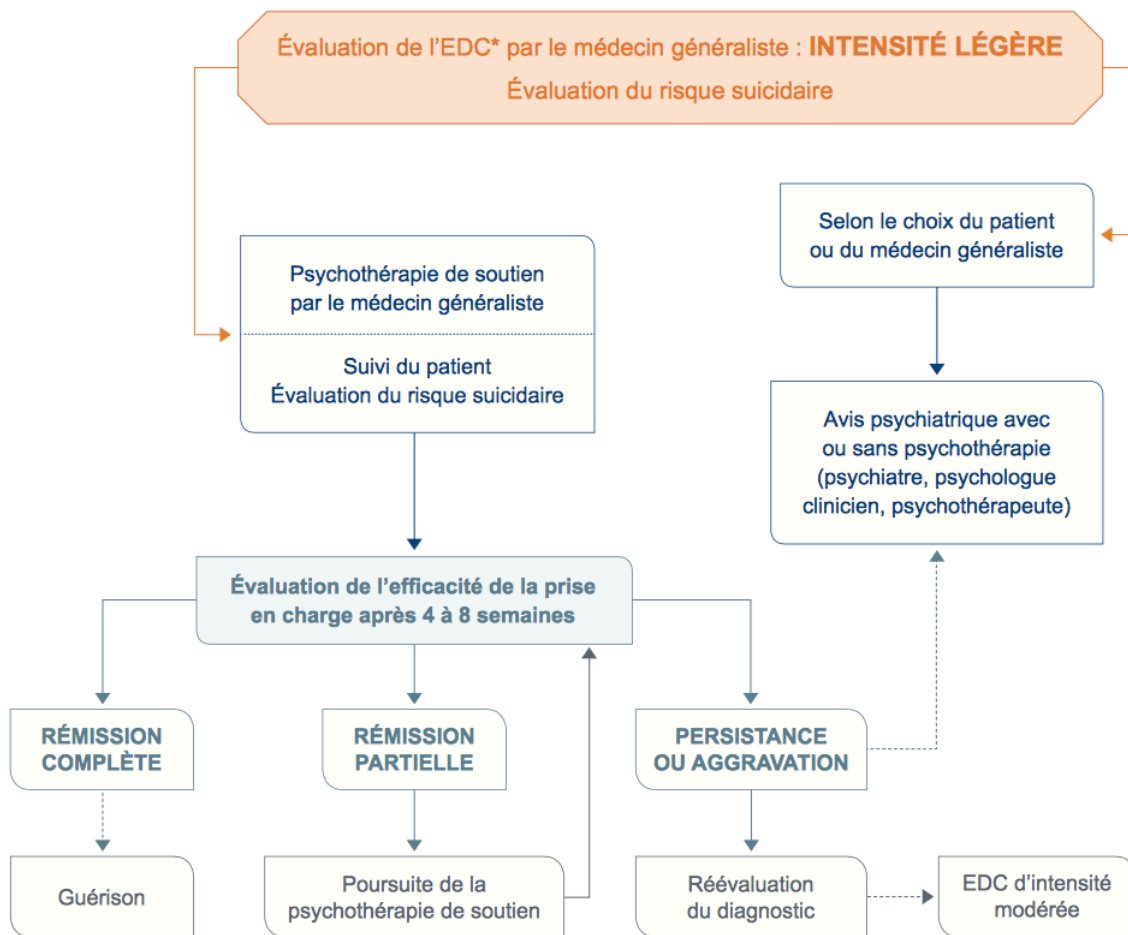 Évaluation de l’EDC* par le médecin généraliste : INTENSITÉ LÉGÈRE
Évaluation du risque suicidaire
Selon le choix du patient
ou du médecin généraliste
Psychothérapie de soutien
par le médecin généraliste
Suivi du patient
Évaluation du risque suicidaire
Avis psychiatrique avec
ou sans psychothérapie
(psychiatre, psychologue
clinicien, psychothérapeute)
Évaluation de l’efficacité de la prise
en charge après 4 à 8 semaines
RÉMISSION
COMPLÈTE
RÉMISSION
PARTIELLE
PERSISTANCE
OU AGGRAVATION
Guérison
Poursuite de la
psychothérapie de soutien
Réévaluation
du diagnostic
EDC d’intensité
modérée